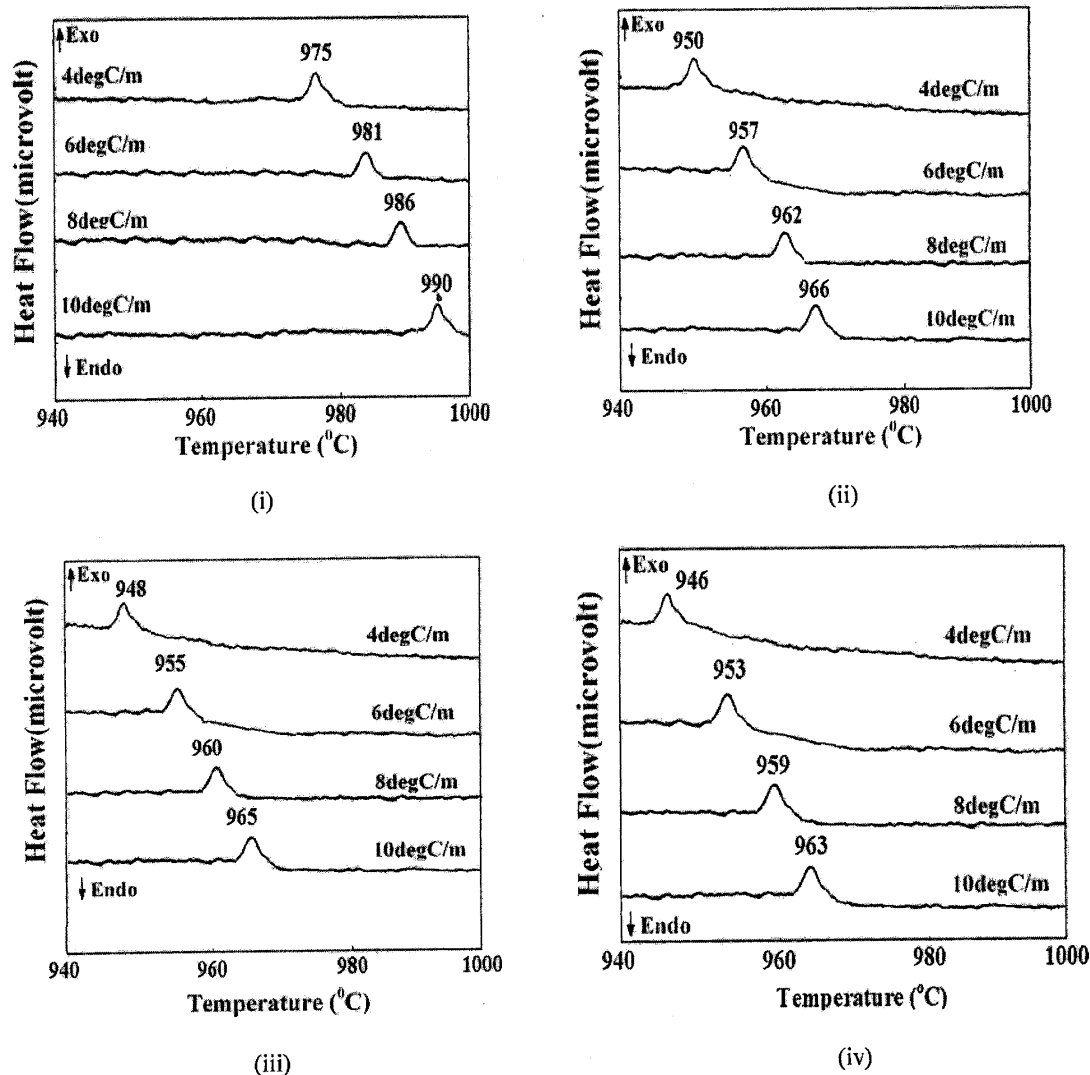 Exo
975
4degC/m
981
6degC/m
986
8degC/m
990
10degC/m
Endo
Heat Flow(microvolt)
940 960 980 1000
Temperature (⁰C)
(i)
Exo
950
4degC/m
957
6degC/m
962
8degC/m
966
10degC/m
Endo
Heat Flow(microvolt)
940 960 980 1000
Temperature (⁰C)
(ii)
Exo
948
4degC/m
955
6degC/m
960
8degC/m
965
10degC/m
Endo
Heat Flow(microvolt)
940 960 980 1000
Temperature (⁰C)
(iii)
Exo
946
4degC/m
953
6degC/m
959
8degC/m
963
10degC/m
Endo
Heat Flow(microvolt)
940 960 980 1000
Temperature (⁰C)
(iv)